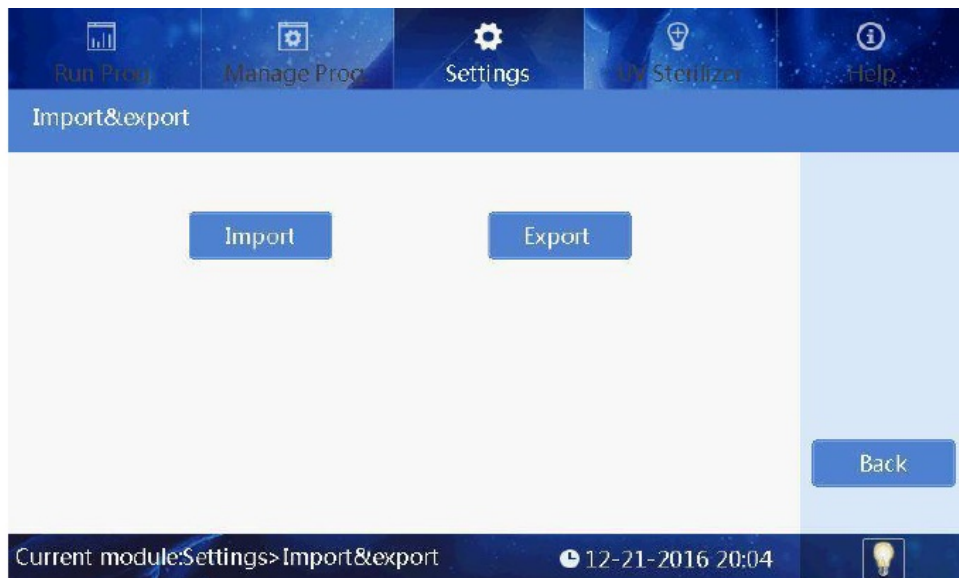 Run Prog
Manage Prog
Settings
UV Sterilizer
Help
Import&export
Import
Export
Back
Current module:Settings>Import&export
12-21-2016 20:04